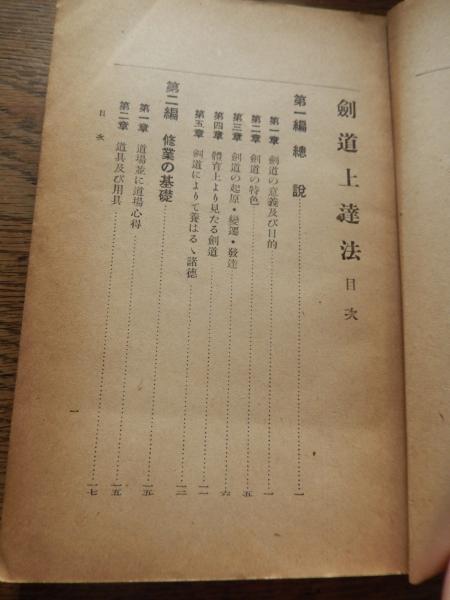 劍道上達法 目次
第一編 總說……一
第一章 劍道の意義及び目的……一
第二章 劍道の特色……五
第三章 劍道の起原・變遷・發達……六
第四章 體育上より見たる劍道……一一
第五章 劍道によりて養はるゝ諸德……一二
第二編 修業の基礎……一五
第一章 道場並に道場心得……一五
第二章 道具及び用具……一七
目次
一